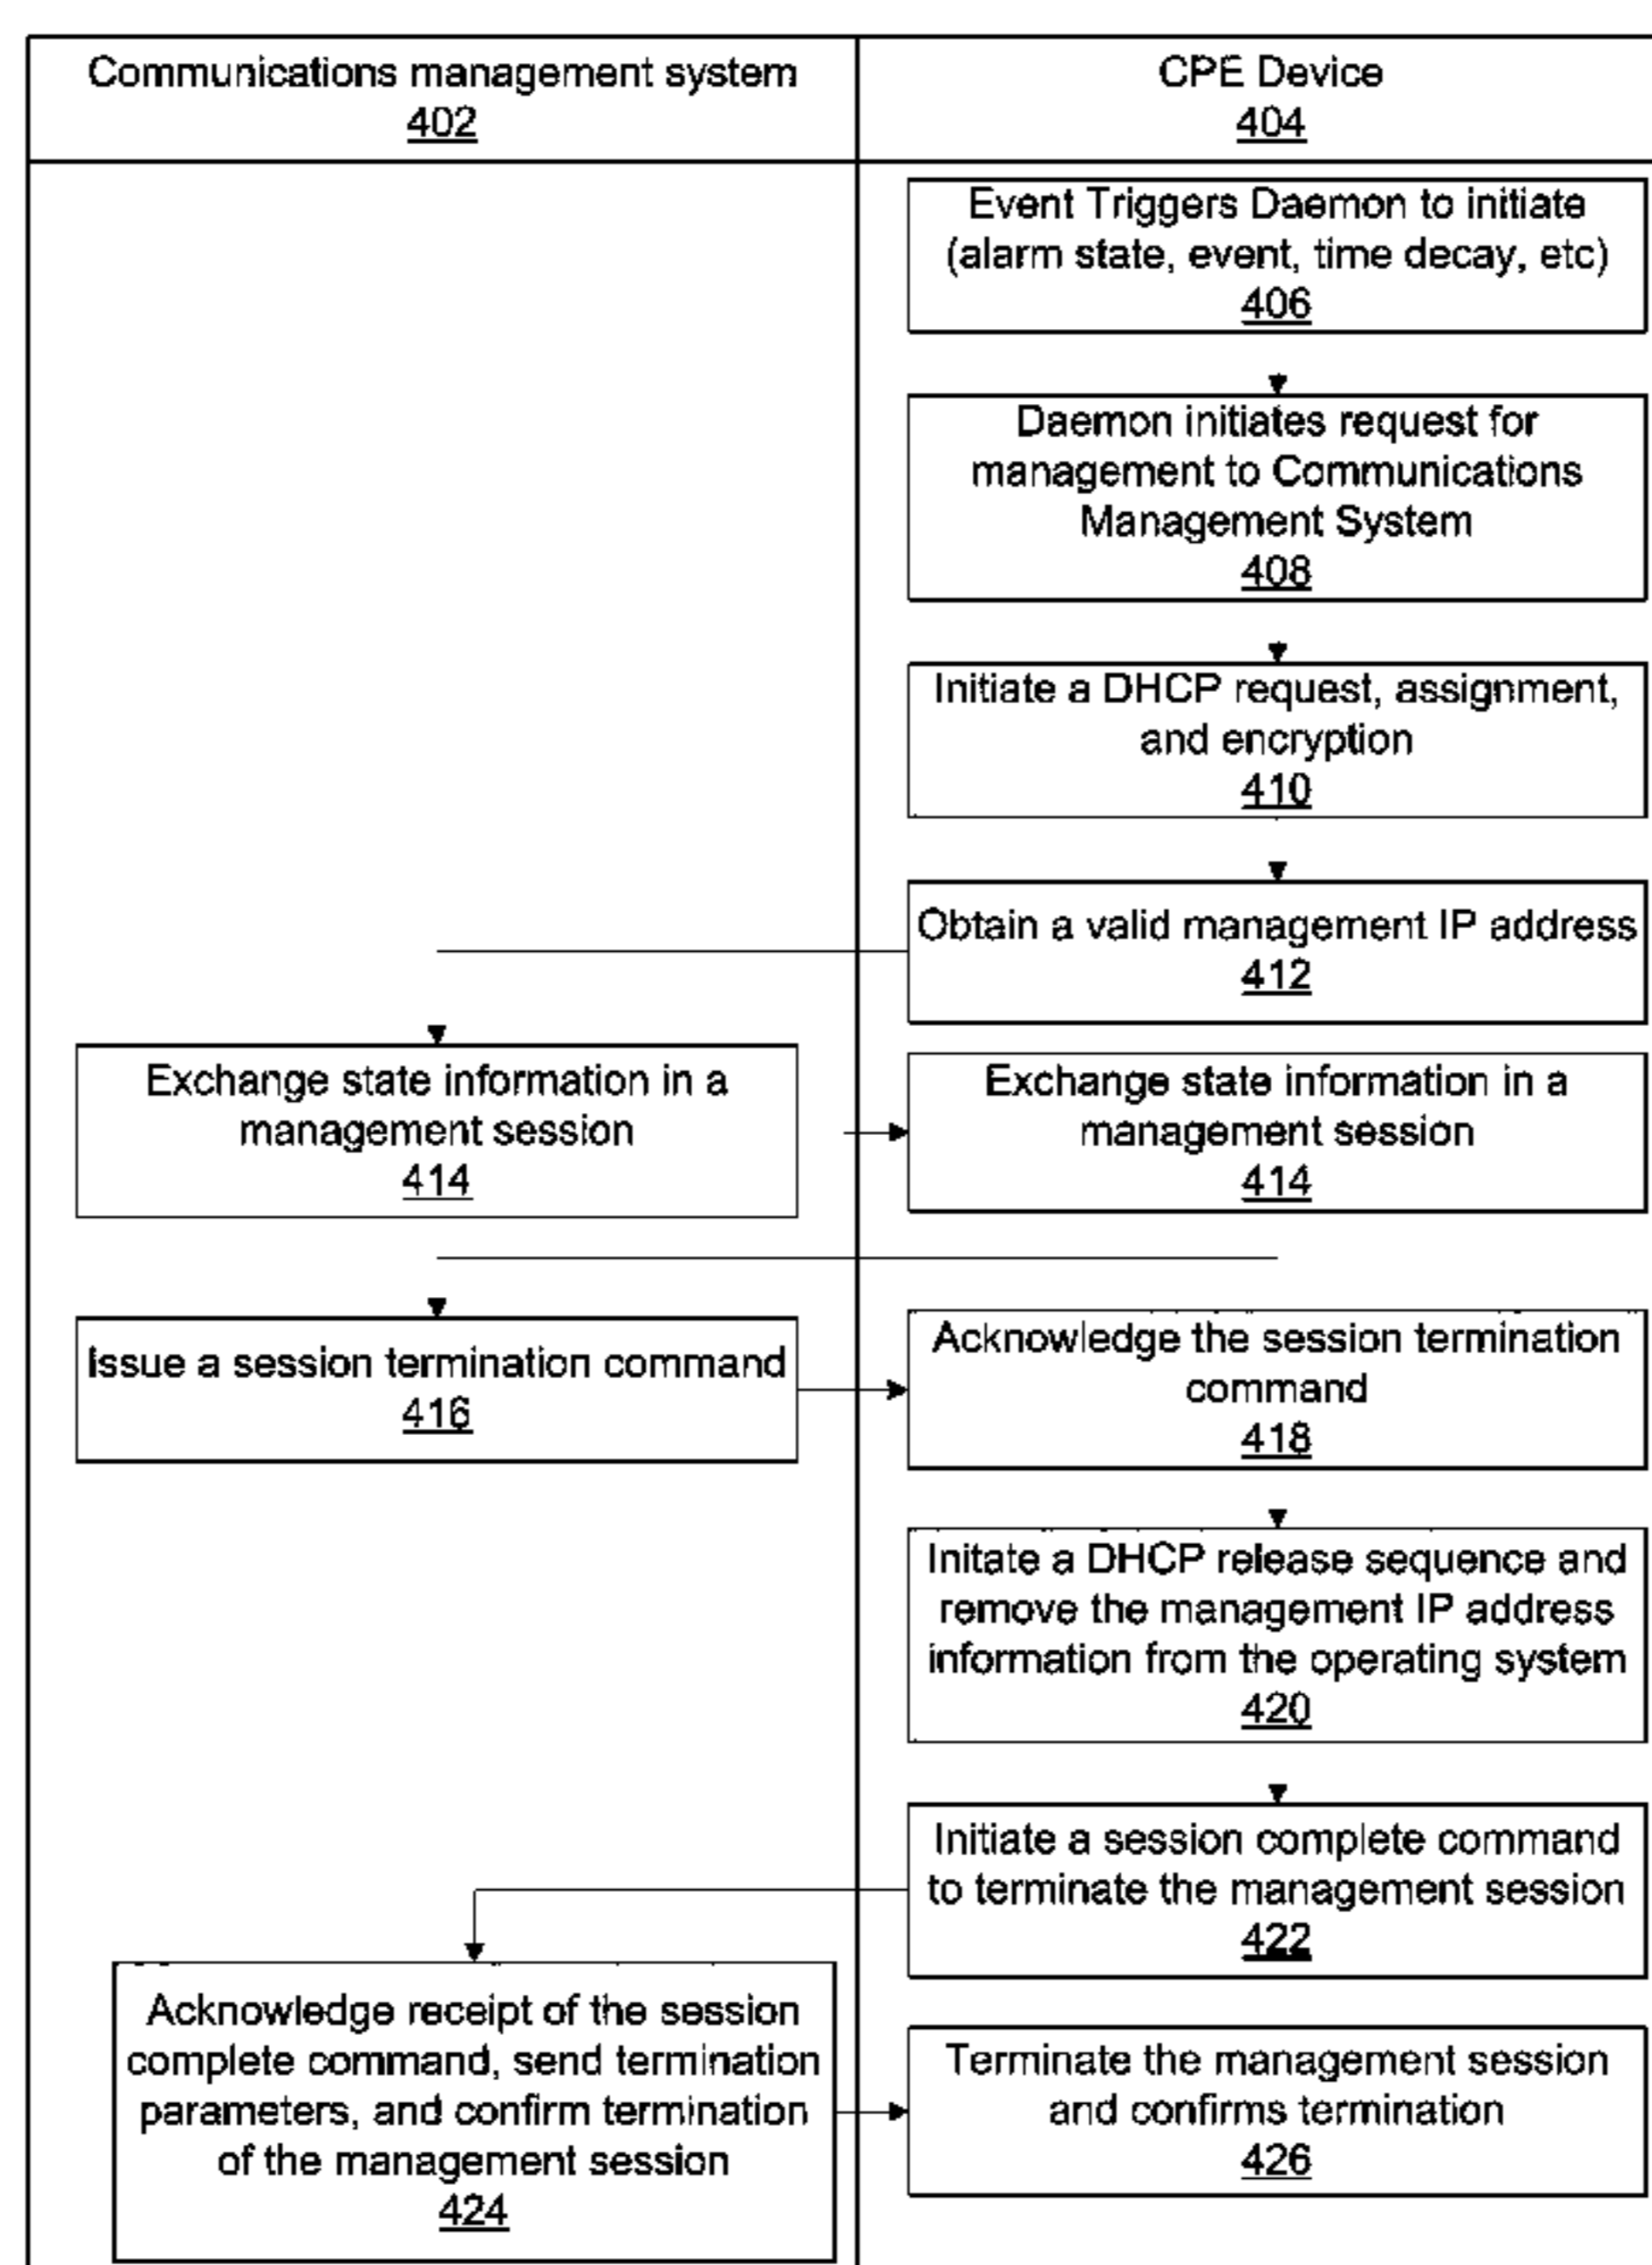 Communications management system
402
CPE Device
404
Event Triggers Daemon to initiate
(alarm state, event, time decay, etc)
406
Daemon initiates request for
management to Communications
Management System
408
Initiate a DHCP request, assignment,
and encryption
410
Obtain a valid management IP address
412
Exchange state information in a
management session
414
Exchange state information in a
management session
414
Issue a session termination command
416
Acknowledge the session termination
command
418
Initate a DHCP release sequence and
remove the management IP address
information from the operating system
420
Initiate a session complete command
to terminate the management session
422
Acknowledge receipt of the session
complete command, send termination
parameters, and confirm termination
of the management session
424
Terminate the management session
and confirms termination
426